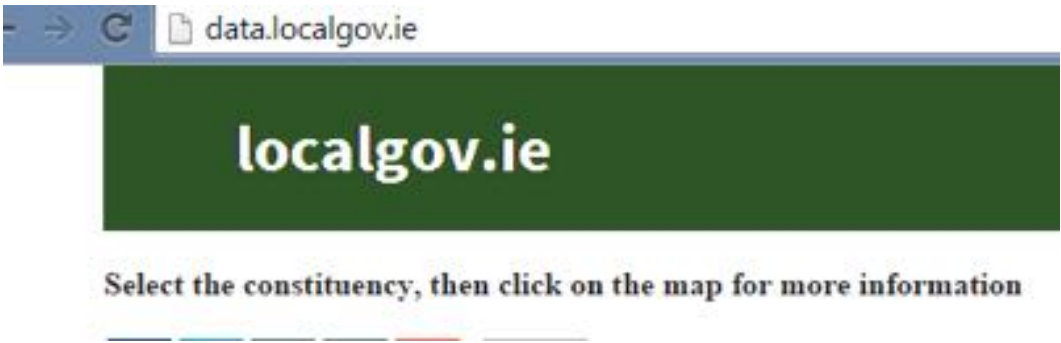 data.localgov.ie
localgov.ie
Select the constituency, then click on the map for more information